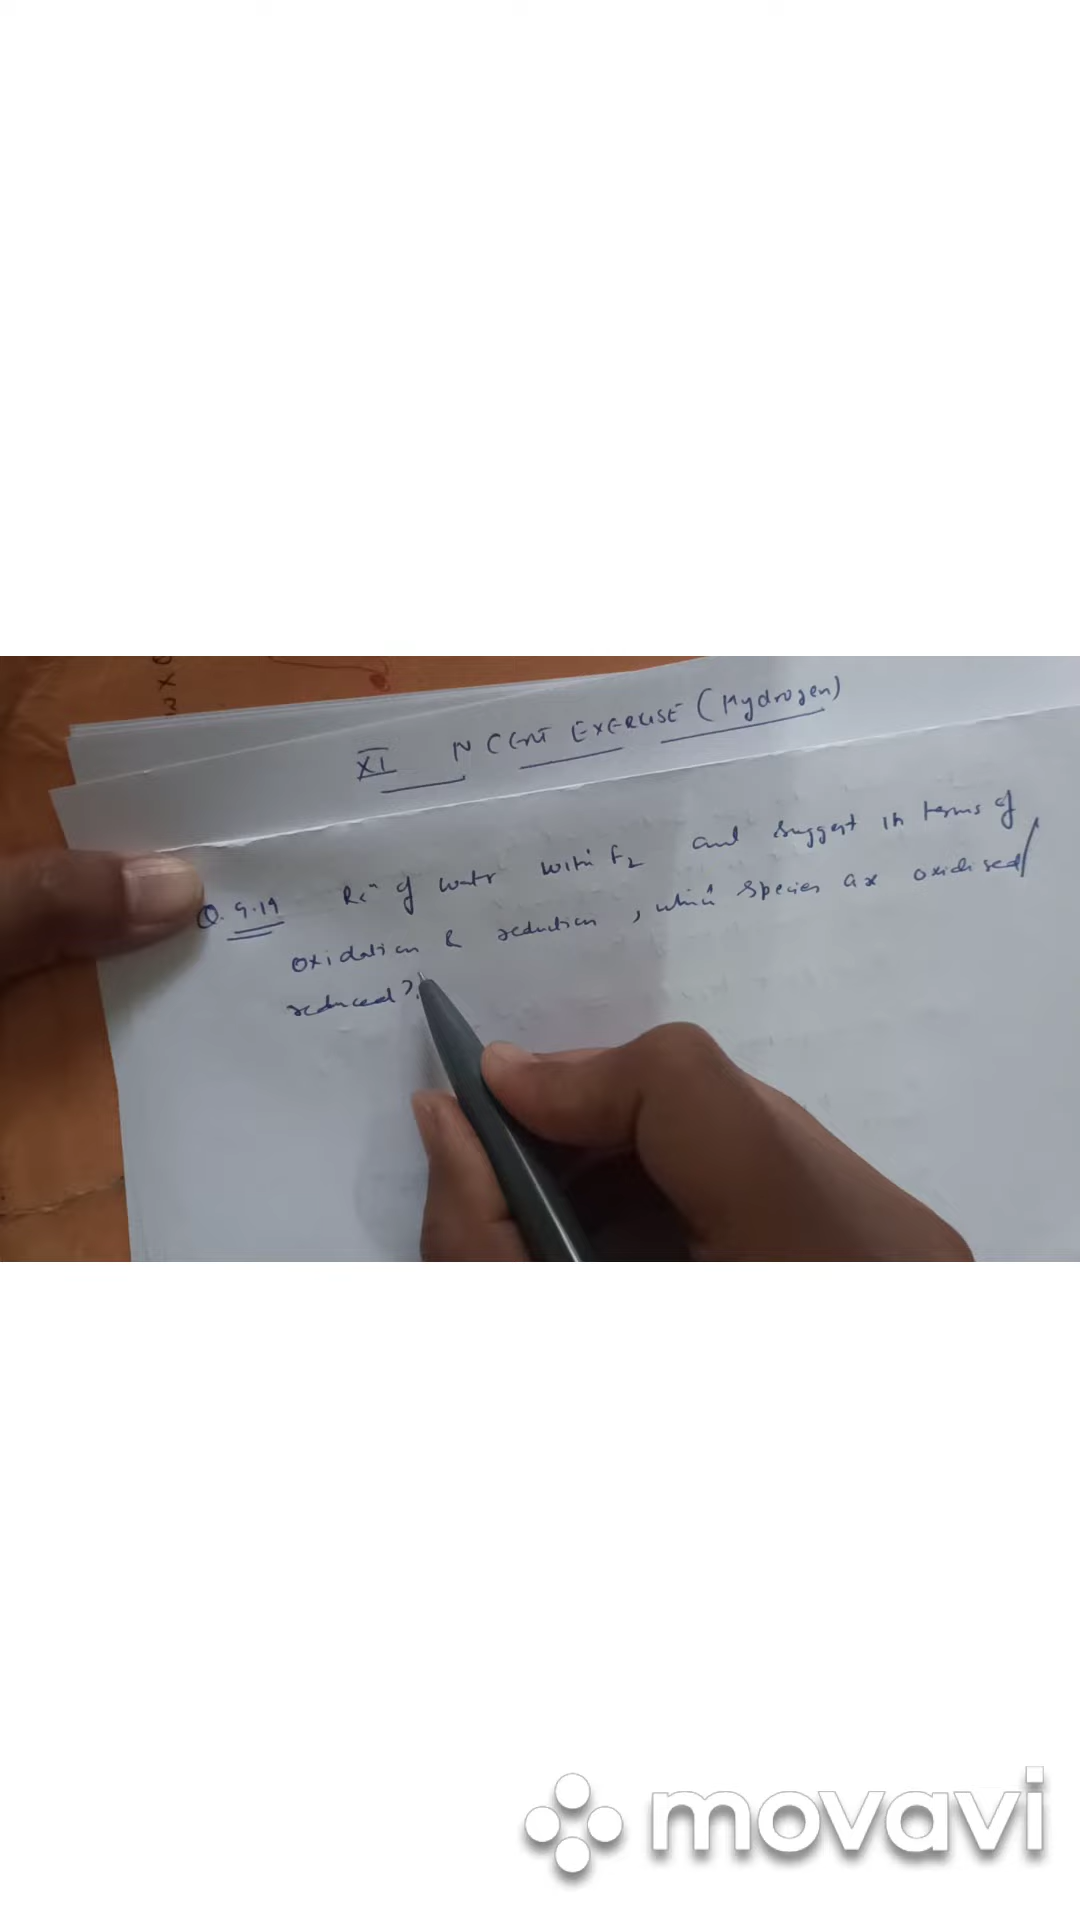 XI NCERT EXERCISE (Hydrogen)
Q. 9.19 Rcⁿ of water with F₂ and suggest in terms of
oxidation & reduction, which species are oxidised/
reduced?
movavi